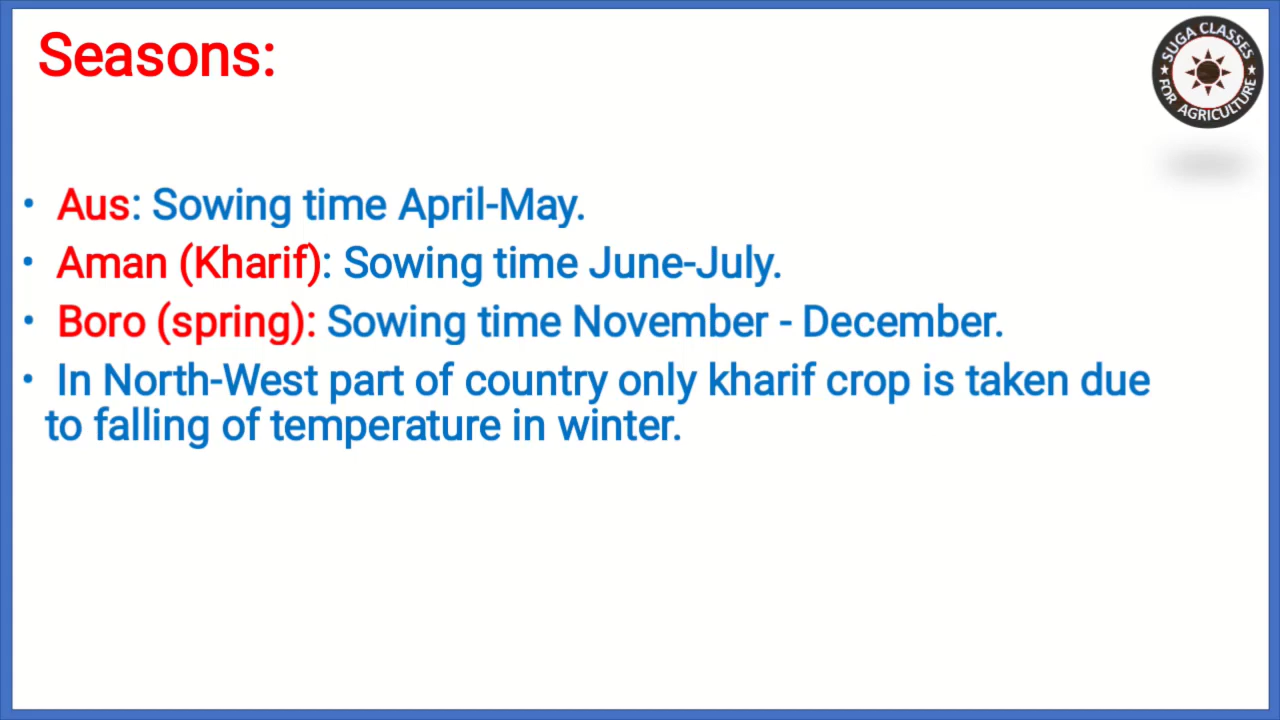 Seasons:
SUGA CLASSES
FOR AGRICULTURE
• Aus: Sowing time April-May.
• Aman (Kharif): Sowing time June-July.
• Boro (spring): Sowing time November - December.
• In North-West part of country only kharif crop is taken due
to falling of temperature in winter.